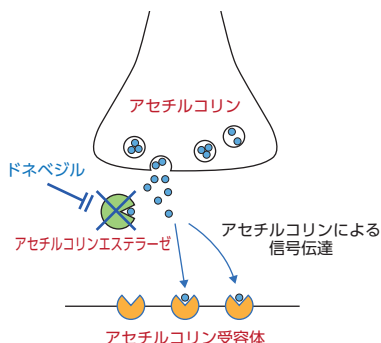 アセチルコリン
ドネペジル
アセチルコリンエステラーゼ
アセチルコリンによる
信号伝達
アセチルコリン受容体